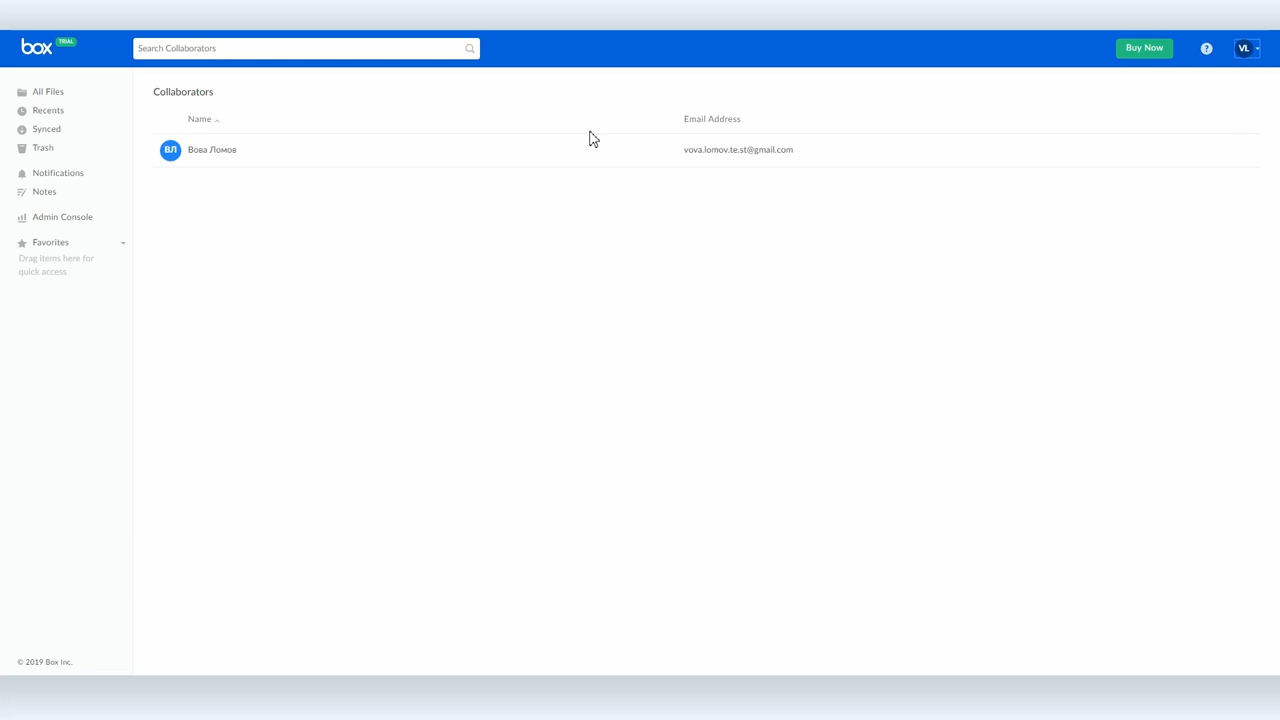 box TRIAL
Search Collaborators
Buy Now
?
VL
All Files
Recents
Synced
Trash
Notifications
Notes
Admin Console
Favorites
Drag items here for
quick access
Collaborators
Name Email Address
ВЛ Вова Ломов vova.lomov.te.st@gmail.com
© 2019 Box Inc.